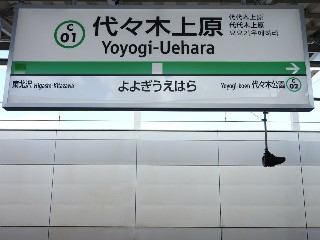 C
01
代々木上原
Yoyogi-Uehara
代代木上原
代代木上原
요요기우에하라
東北沢 Higashi-Kitazawa
よよぎうえはら
Yoyogi-koen 代々木公園
C
02